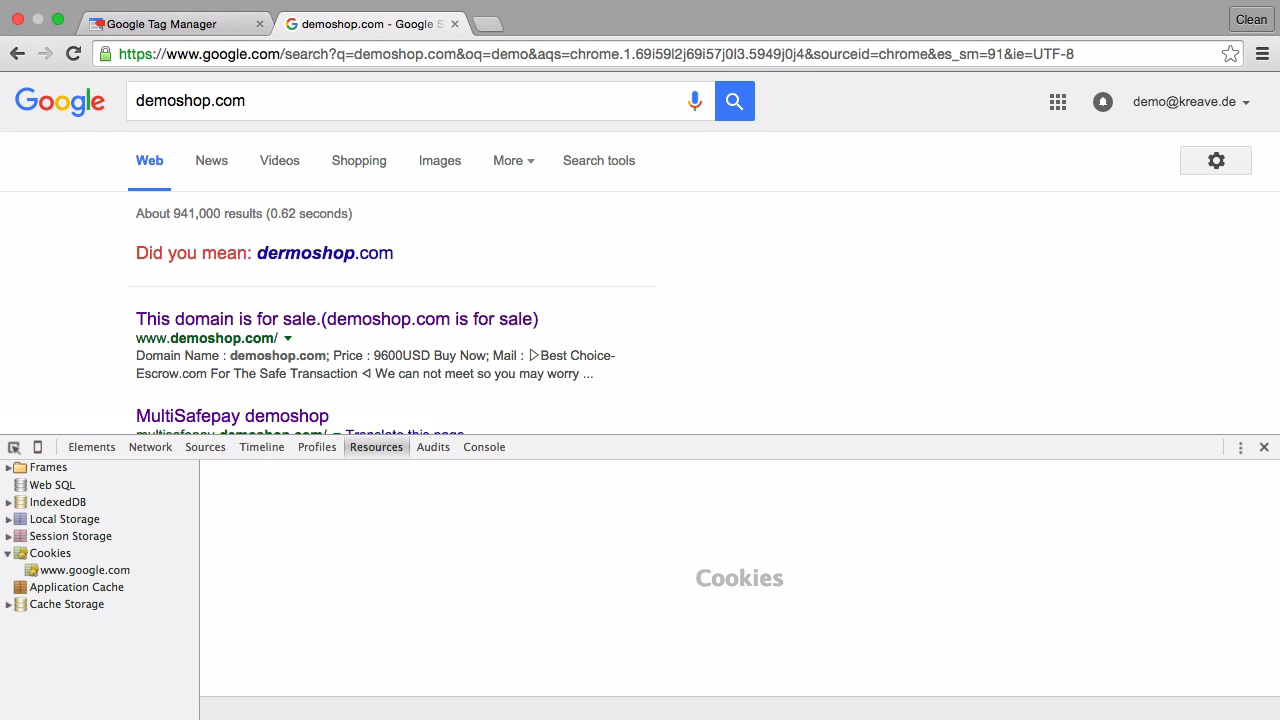 Google Tag Manager
demoshop.com - Google S
Clean
https://www.google.com/search?q=demoshop.com&oq=demo&aqs=chrome.1.69i59l2j69i57j0l3.5949j0j4&sourceid=chrome&es_sm=91&ie=UTF-8
Google
demoshop.com
demo@kreave.de
Web News Videos Shopping Images More Search tools
About 941,000 results (0.62 seconds)
Did you mean: dermoshop.com
This domain is for sale.(demoshop.com is for sale)
www.demoshop.com/
Domain Name : demoshop.com; Price : 9600USD Buy Now; Mail : ▷Best Choice-
Escrow.com For The Safe Transaction ◁ We can not meet so you may worry ...
MultiSafepay demoshop
multisafepay.demoshop.com/ Translate this page
Elements Network Sources Timeline Profiles Resources Audits Console
Frames
Web SQL
IndexedDB
Local Storage
Session Storage
Cookies
www.google.com
Application Cache
Cache Storage
Cookies